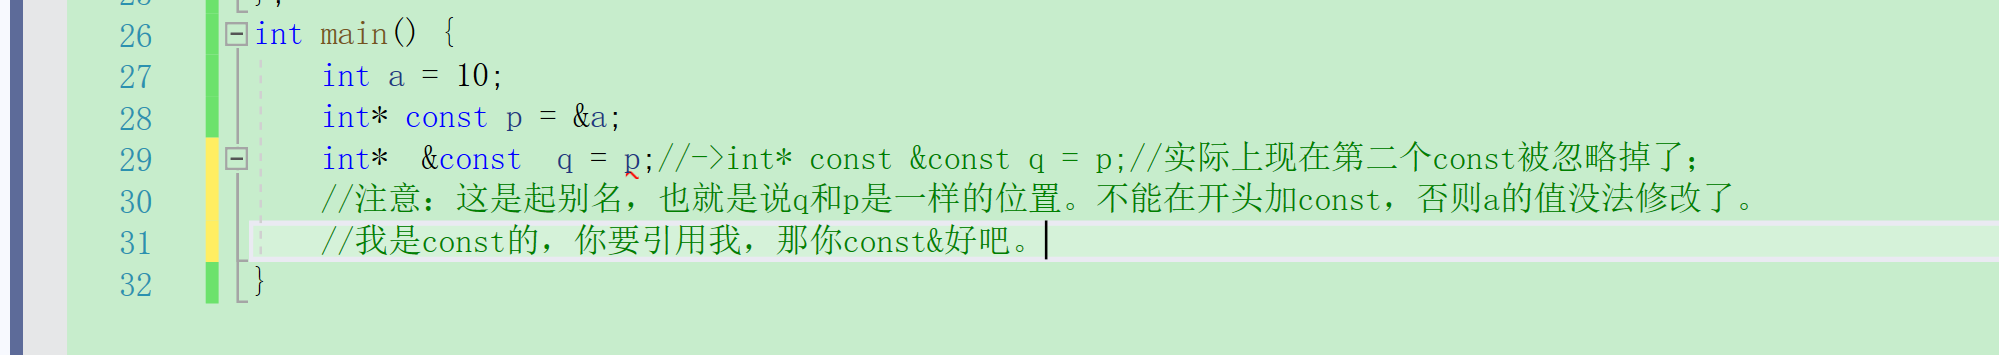 26 int main() {
27 int a = 10;
28 int* const p = &a;
29 int*  &const  q = p;//->int* const &const q = p;//实际上现在第二个const被忽略掉了;
30 //注意：这是起别名，也就是说q和p是一样的位置。不能在开头加const，否则a的值没法修改了。
31 //我是const的，你要引用我，那你const&好吧。
32 }